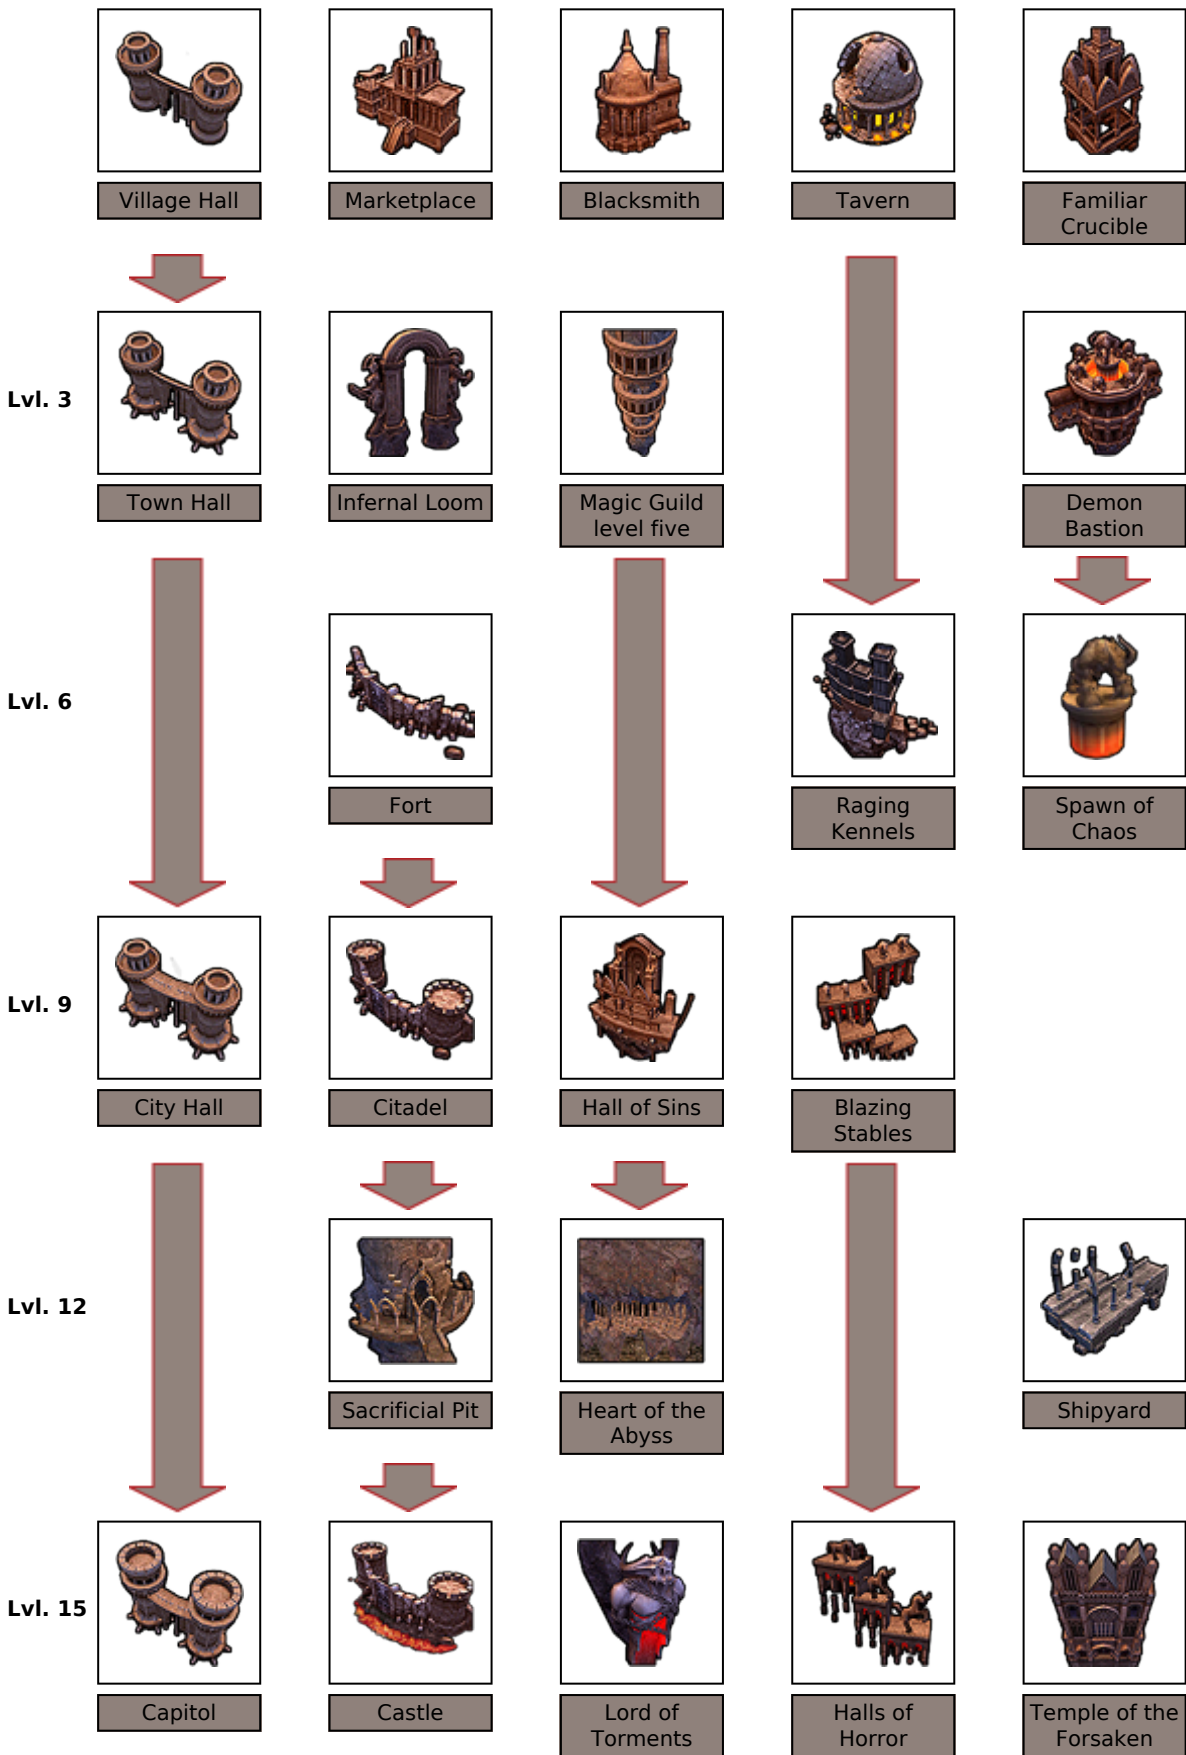 Village Hall
Marketplace
Blacksmith
Tavern
Familiar
Crucible
Lvl. 3
Town Hall
Infernal Loom
Magic Guild
level five
Demon
Bastion
Lvl. 6
Fort
Raging
Kennels
Spawn of
Chaos
Lvl. 9
City Hall
Citadel
Hall of Sins
Blazing
Stables
Lvl. 12
Sacrificial Pit
Heart of the
Abyss
Shipyard
Lvl. 15
Capitol
Castle
Lord of
Torments
Halls of
Horror
Temple of the
Forsaken